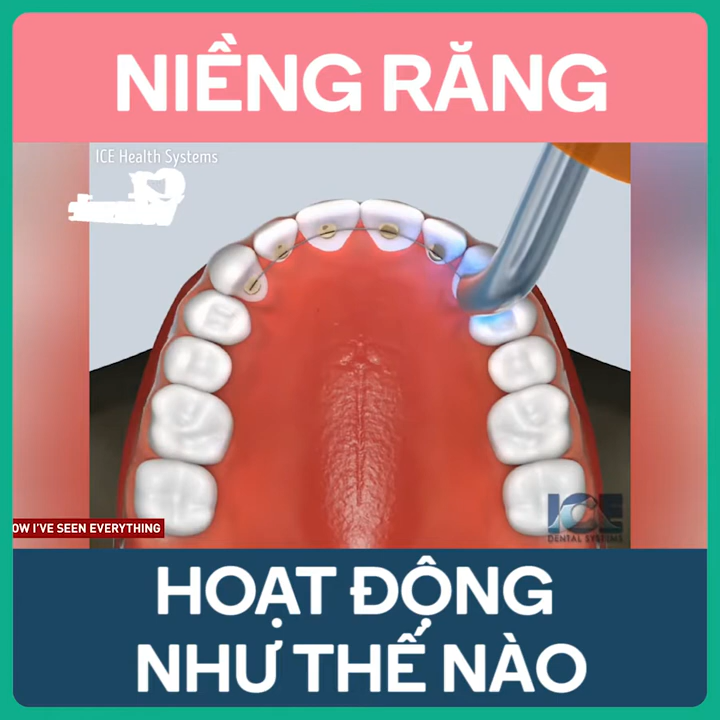 NIỀNG RĂNG
ICE Health Systems
OW I'VE SEEN EVERYTHING
ICE
DENTAL SYSTEMS
HOẠT ĐỘNG
NHƯ THẾ NÀO